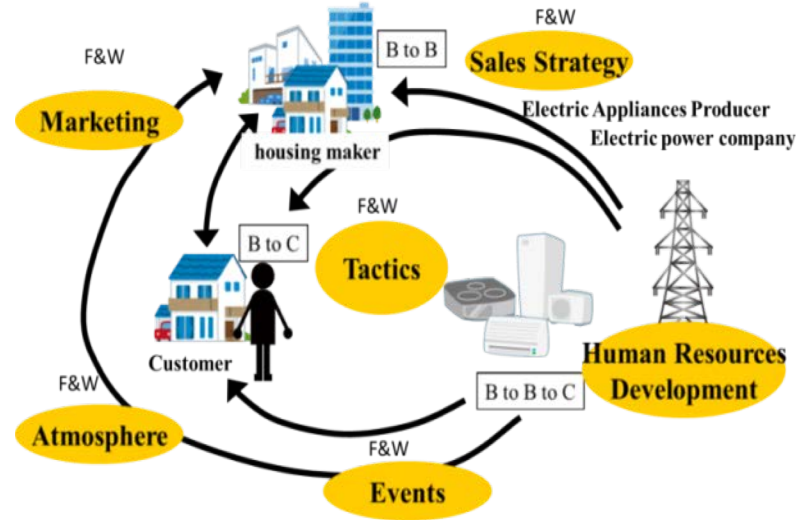 F&W
Sales Strategy
B to B
F&W
Marketing
Electric Appliances Producer
Electric power company
housing maker
F&W
B to C
Tactics
Customer
Human Resources
Development
B to B to C
F&W
Atmosphere
F&W
Events